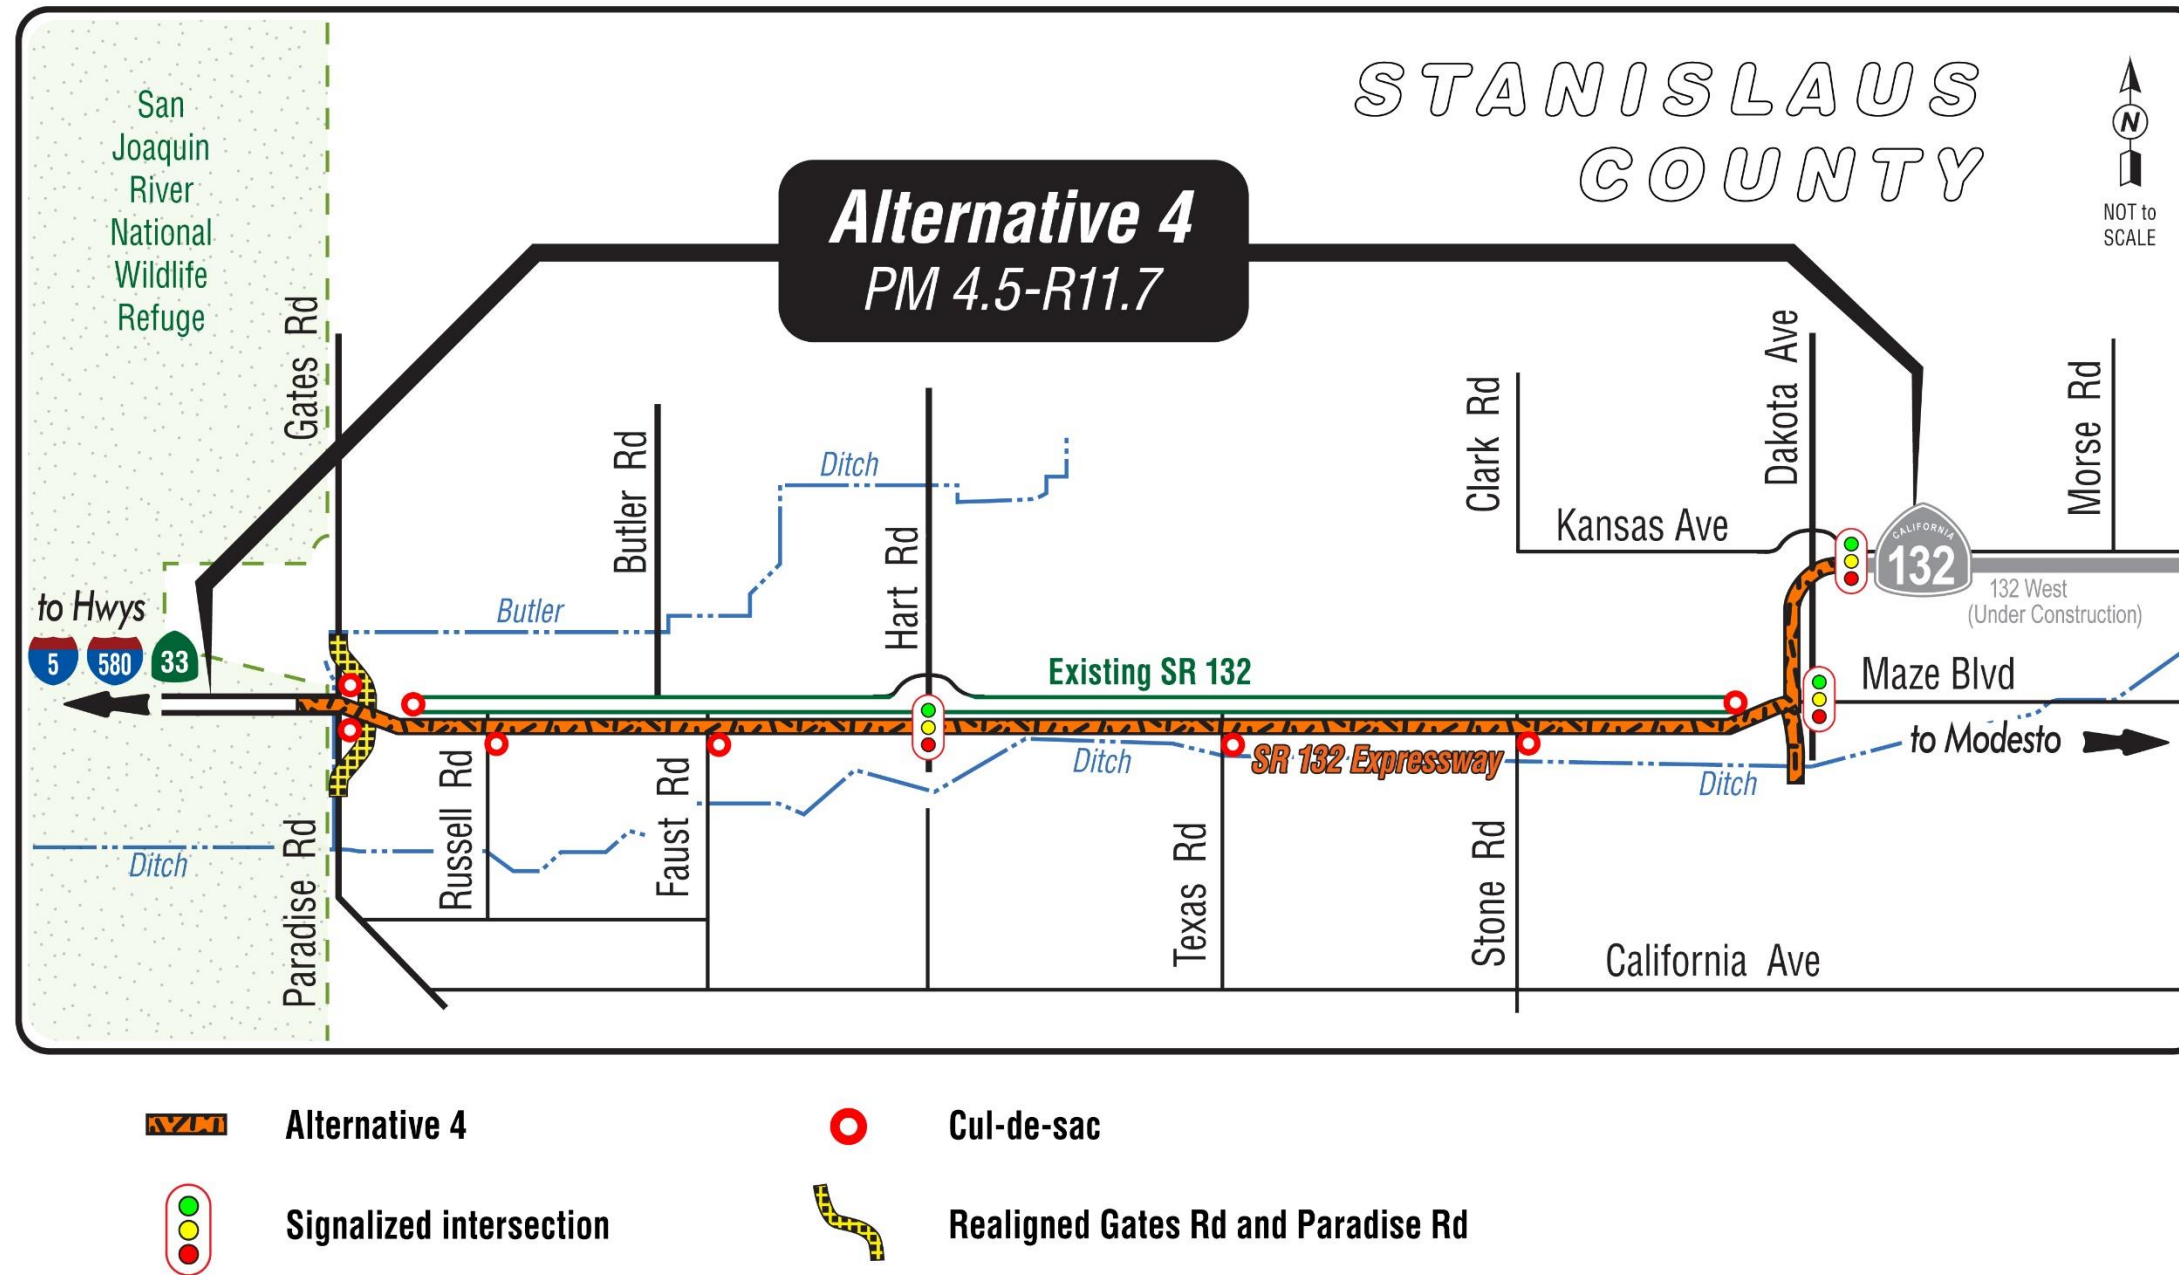 STANISLAUS
COUNTY
N
NOT to
SCALE
San
Joaquin
River
National
Wildlife
Refuge
Alternative 4
PM 4.5-R11.7
Gates Rd
Butler Rd
Ditch
Hart Rd
Clark Rd
Kansas Ave
Dakota Ave
Morse Rd
CALIFORNIA
132
132 West
(Under Construction)
to Hwys
5
580
33
Butler
Existing SR 132
Maze Blvd
to Modesto
SR 132 Expressway
Ditch
Ditch
Ditch
Paradise Rd
Russell Rd
Faust Rd
Texas Rd
Stone Rd
California Ave
Alternative 4
Cul-de-sac
Signalized intersection
Realigned Gates Rd and Paradise Rd